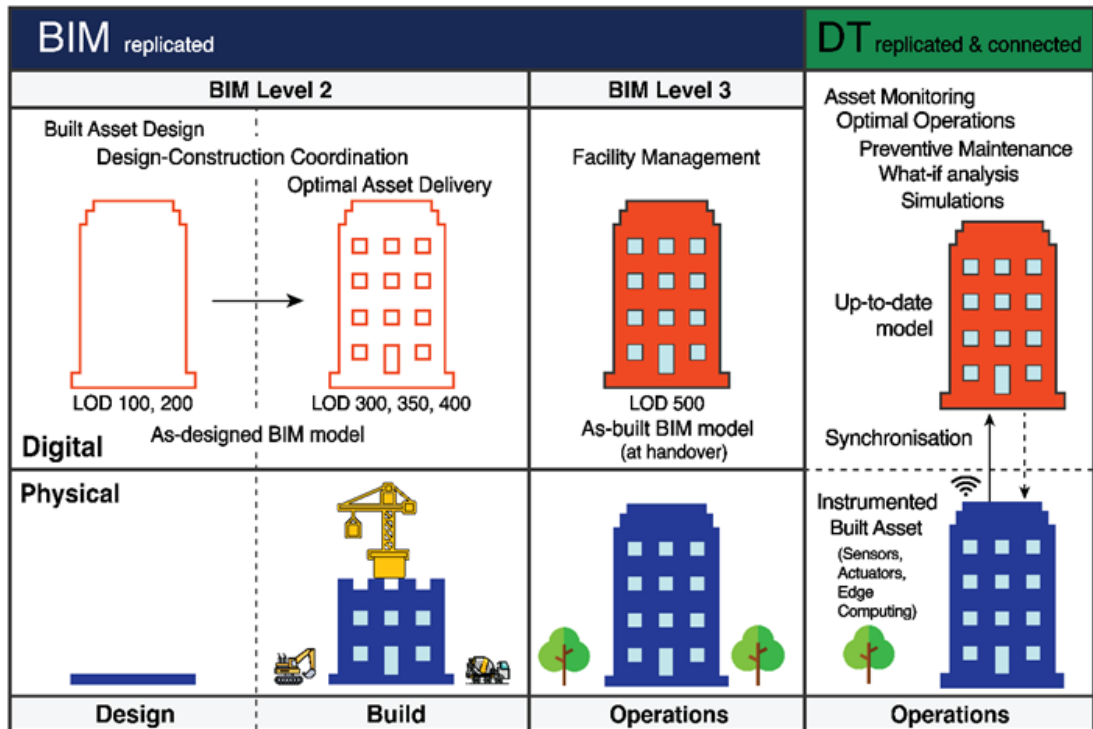 BIM replicated
DT replicated & connected
BIM Level 2
BIM Level 3
Built Asset Design
Design-Construction Coordination
Optimal Asset Delivery
LOD 100, 200
LOD 300, 350, 400
As-designed BIM model
Digital
Facility Management
LOD 500
As-built BIM model
(at handover)
Asset Monitoring
Optimal Operations
Preventive Maintenance
What-if analysis
Simulations
Up-to-date
model
Synchronisation
Physical
Instrumented
Built Asset
(Sensors,
Actuators,
Edge
Computing)
Design
Build
Operations
Operations